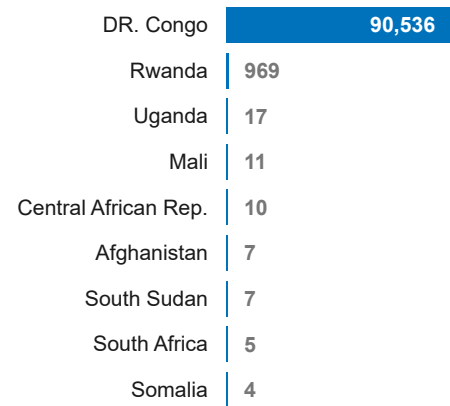 DR. Congo 90,536
Rwanda 969
Uganda 17
Mali 11
Central African Rep. 10
Afghanistan 7
South Sudan 7
South Africa 5
Somalia 4